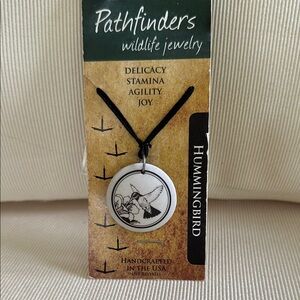 Pathfinders
wildlife jewelry
DELICACY
STAMINA
AGILITY
JOY
HUMMINGBIRD
HANDCRAFTED
IN THE USA